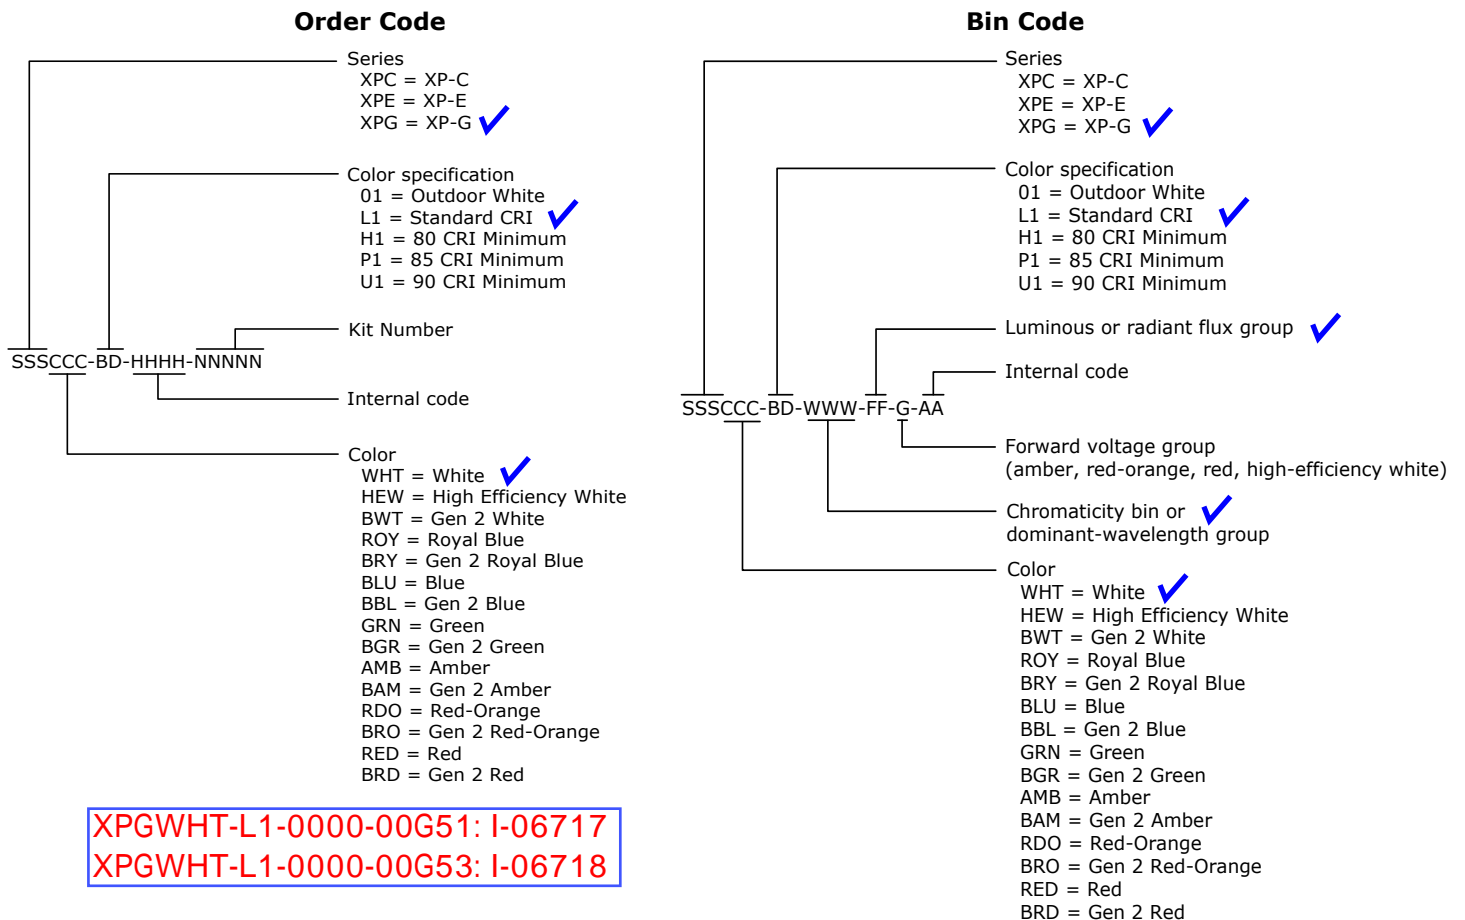 Order Code
Series
XPC = XP-C
XPE = XP-E
XPG = XP-G
Color specification
01 = Outdoor White
L1 = Standard CRI
H1 = 80 CRI Minimum
P1 = 85 CRI Minimum
U1 = 90 CRI Minimum
Kit Number
SSSCCC-BD-HHHH-NNNNN
Internal code
Color
WHT = White
HEW = High Efficiency White
BWT = Gen 2 White
ROY = Royal Blue
BRY = Gen 2 Royal Blue
BLU = Blue
BBL = Gen 2 Blue
GRN = Green
BGR = Gen 2 Green
AMB = Amber
BAM = Gen 2 Amber
RDO = Red-Orange
BRO = Gen 2 Red-Orange
RED = Red
BRD = Gen 2 Red
XPGWHT-L1-0000-00G51: I-06717
XPGWHT-L1-0000-00G53: I-06718
Bin Code
Series
XPC = XP-C
XPE = XP-E
XPG = XP-G
Color specification
01 = Outdoor White
L1 = Standard CRI
H1 = 80 CRI Minimum
P1 = 85 CRI Minimum
U1 = 90 CRI Minimum
Luminous or radiant flux group
Internal code
SSSCCC-BD-WWW-FF-G-AA
Forward voltage group
(amber, red-orange, red, high-efficiency white)
Chromaticity bin or
dominant-wavelength group
Color
WHT = White
HEW = High Efficiency White
BWT = Gen 2 White
ROY = Royal Blue
BRY = Gen 2 Royal Blue
BLU = Blue
BBL = Gen 2 Blue
GRN = Green
BGR = Gen 2 Green
AMB = Amber
BAM = Gen 2 Amber
RDO = Red-Orange
BRO = Gen 2 Red-Orange
RED = Red
BRD = Gen 2 Red